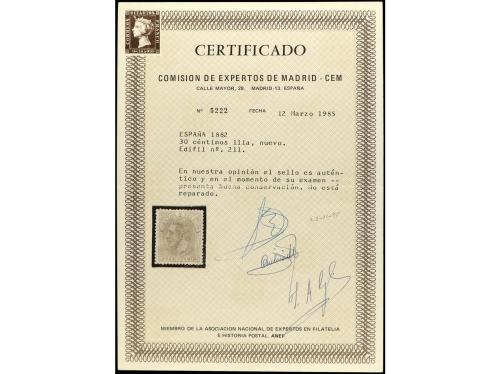 CERTIFICADO
COMISION DE EXPERTOS DE MADRID - CEM
CALLE MAYOR, 29. MADRID-13. ESPAÑA
Nº 5222 FECHA 12 Marzo 1985
ESPAÑA 1882
30 céntimos lila, nuevo.
Edifil nº. 211.
En nuestra opinión el sello es autén-
tico y en el momento de su examen --
presenta buena conservación. No está
reparado.
MIEMBRO DE LA ASOCIACION NACIONAL DE EXPERTOS EN FILATELIA
E HISTORIA POSTAL. ANEF